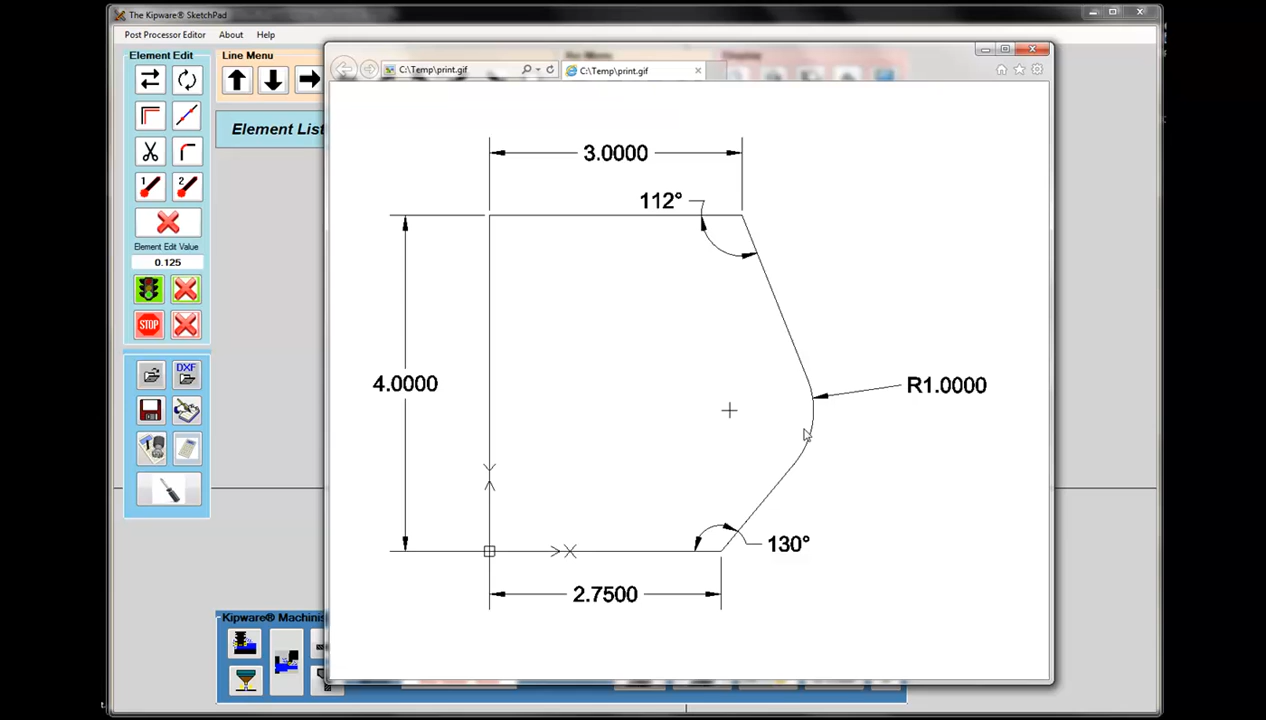 The Kipware® SketchPad
Post Processor Editor About Help
Element Edit
Line Menu
C:\Temp\print.gif
C:\Temp\print.gif
Element List
1
2
Element Edit Value
0.125
STOP
DXF
3.0000
112°
4.0000
R1.0000
Y
X
130°
2.7500
Kipware® Machinis